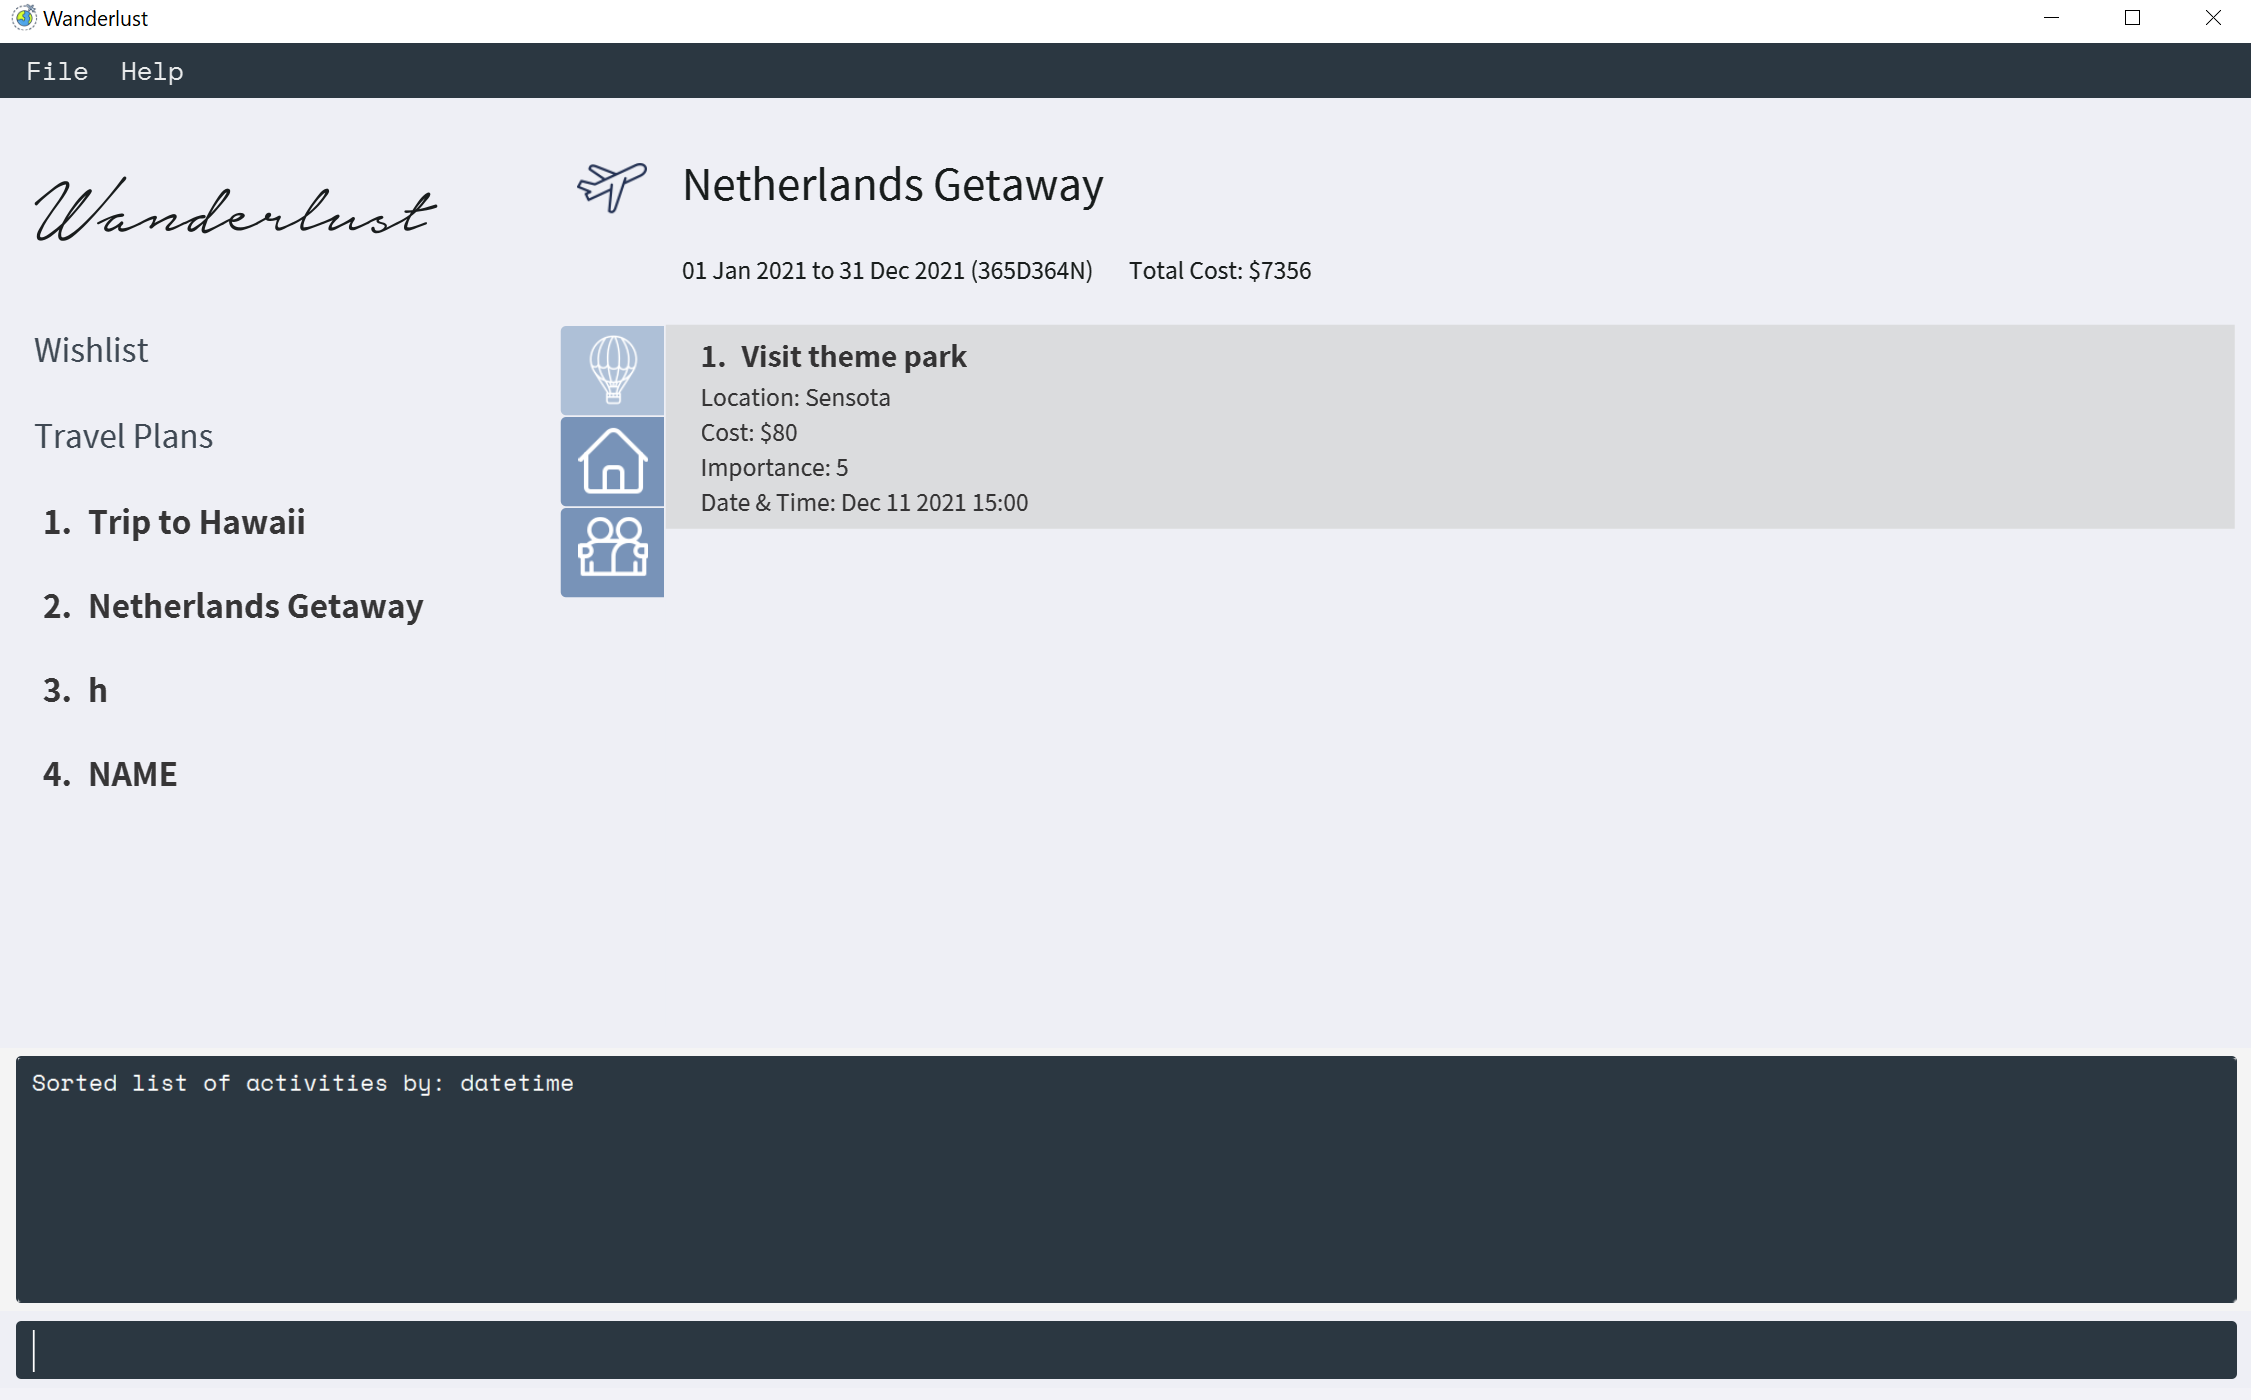 Wanderlust
File Help
Wanderlust
Wishlist
Travel Plans
1. Trip to Hawaii
2. Netherlands Getaway
3. h
4. NAME
Netherlands Getaway
01 Jan 2021 to 31 Dec 2021 (365D364N) Total Cost: $7356
1. Visit theme park
Location: Sensota
Cost: $80
Importance: 5
Date & Time: Dec 11 2021 15:00
Sorted list of activities by: datetime